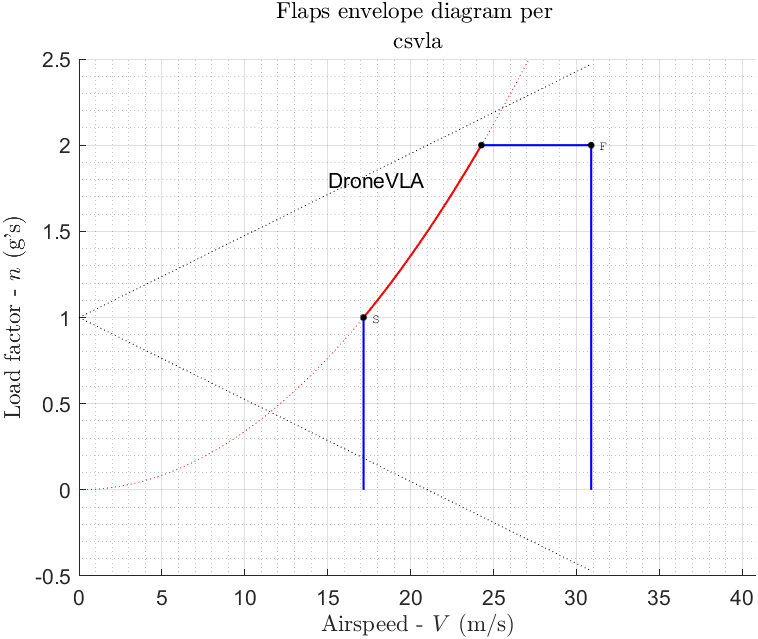 Flaps envelope diagram per
csvla
2.5
2
1.5
1
0.5
0
-0.5
Load factor - n (g's)
DroneVLA
F
S
0 5 10 15 20 25 30 35 40
Airspeed - V (m/s)